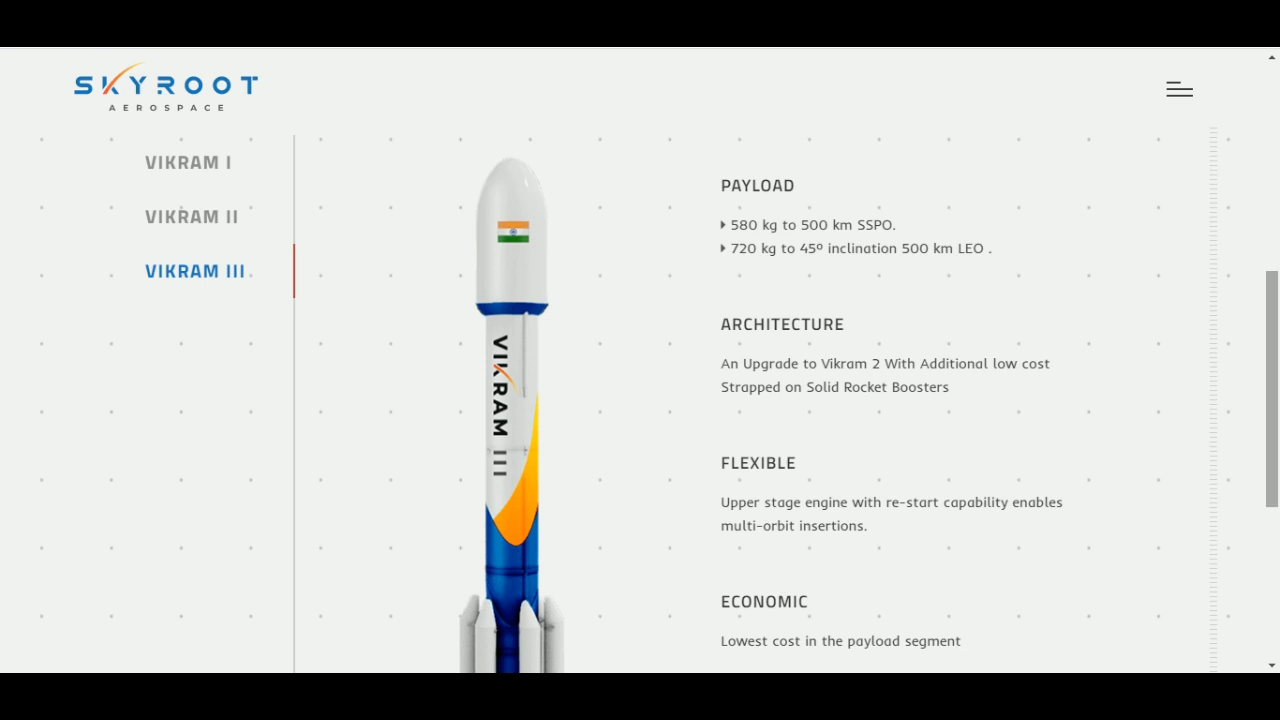 SKYROOT
AEROSPACE
VIKRAM I
VIKRAM II
VIKRAM III
VIKRAM III
PAYLOAD
580 kg to 500 km SSPO.
720 kg to 45º inclination 500 km LEO .
ARCHITECTURE
An Upgrade to Vikram 2 With Additional low cost
Strapped on Solid Rocket Boosters
FLEXIBLE
Upper stage engine with re-start capability enables
multi-orbit insertions.
ECONOMIC
Lowest cost in the payload segment